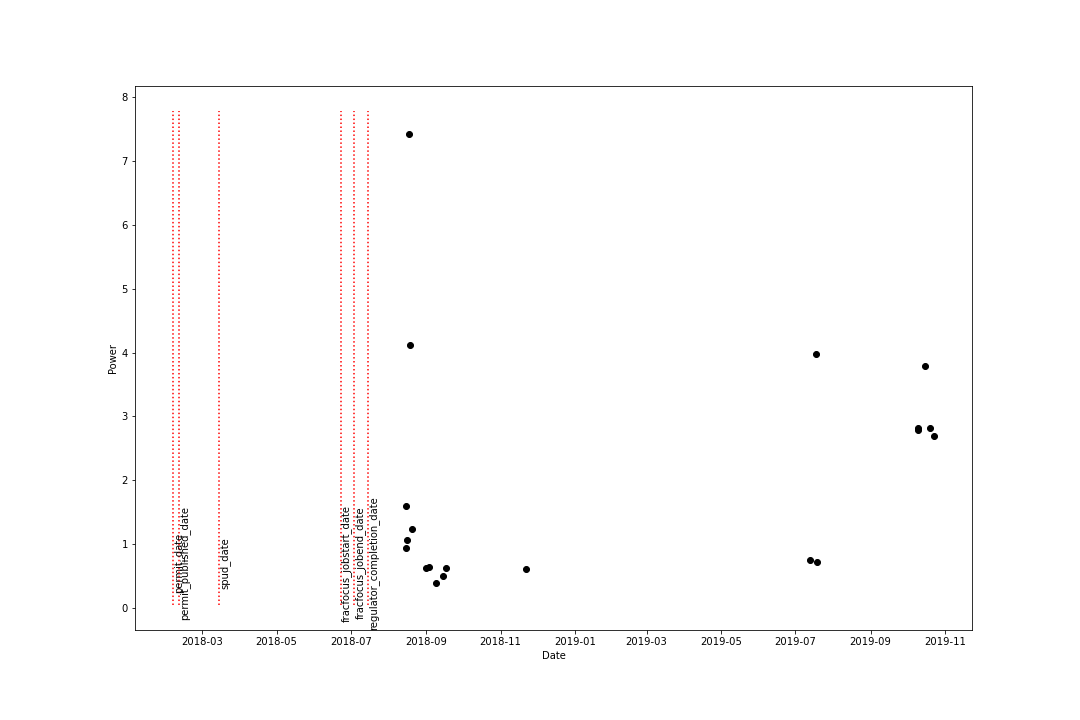 8
7
6
5
4
3
2
1
0
Power
permit_date
permit_published_date
spud_date
fracfocus_jobstart_date
fracfocus_jobend_date
regulator_completion_date
2018-03 2018-05 2018-07 2018-09 2018-11 2019-01 2019-03 2019-05 2019-07 2019-09 2019-11
Date